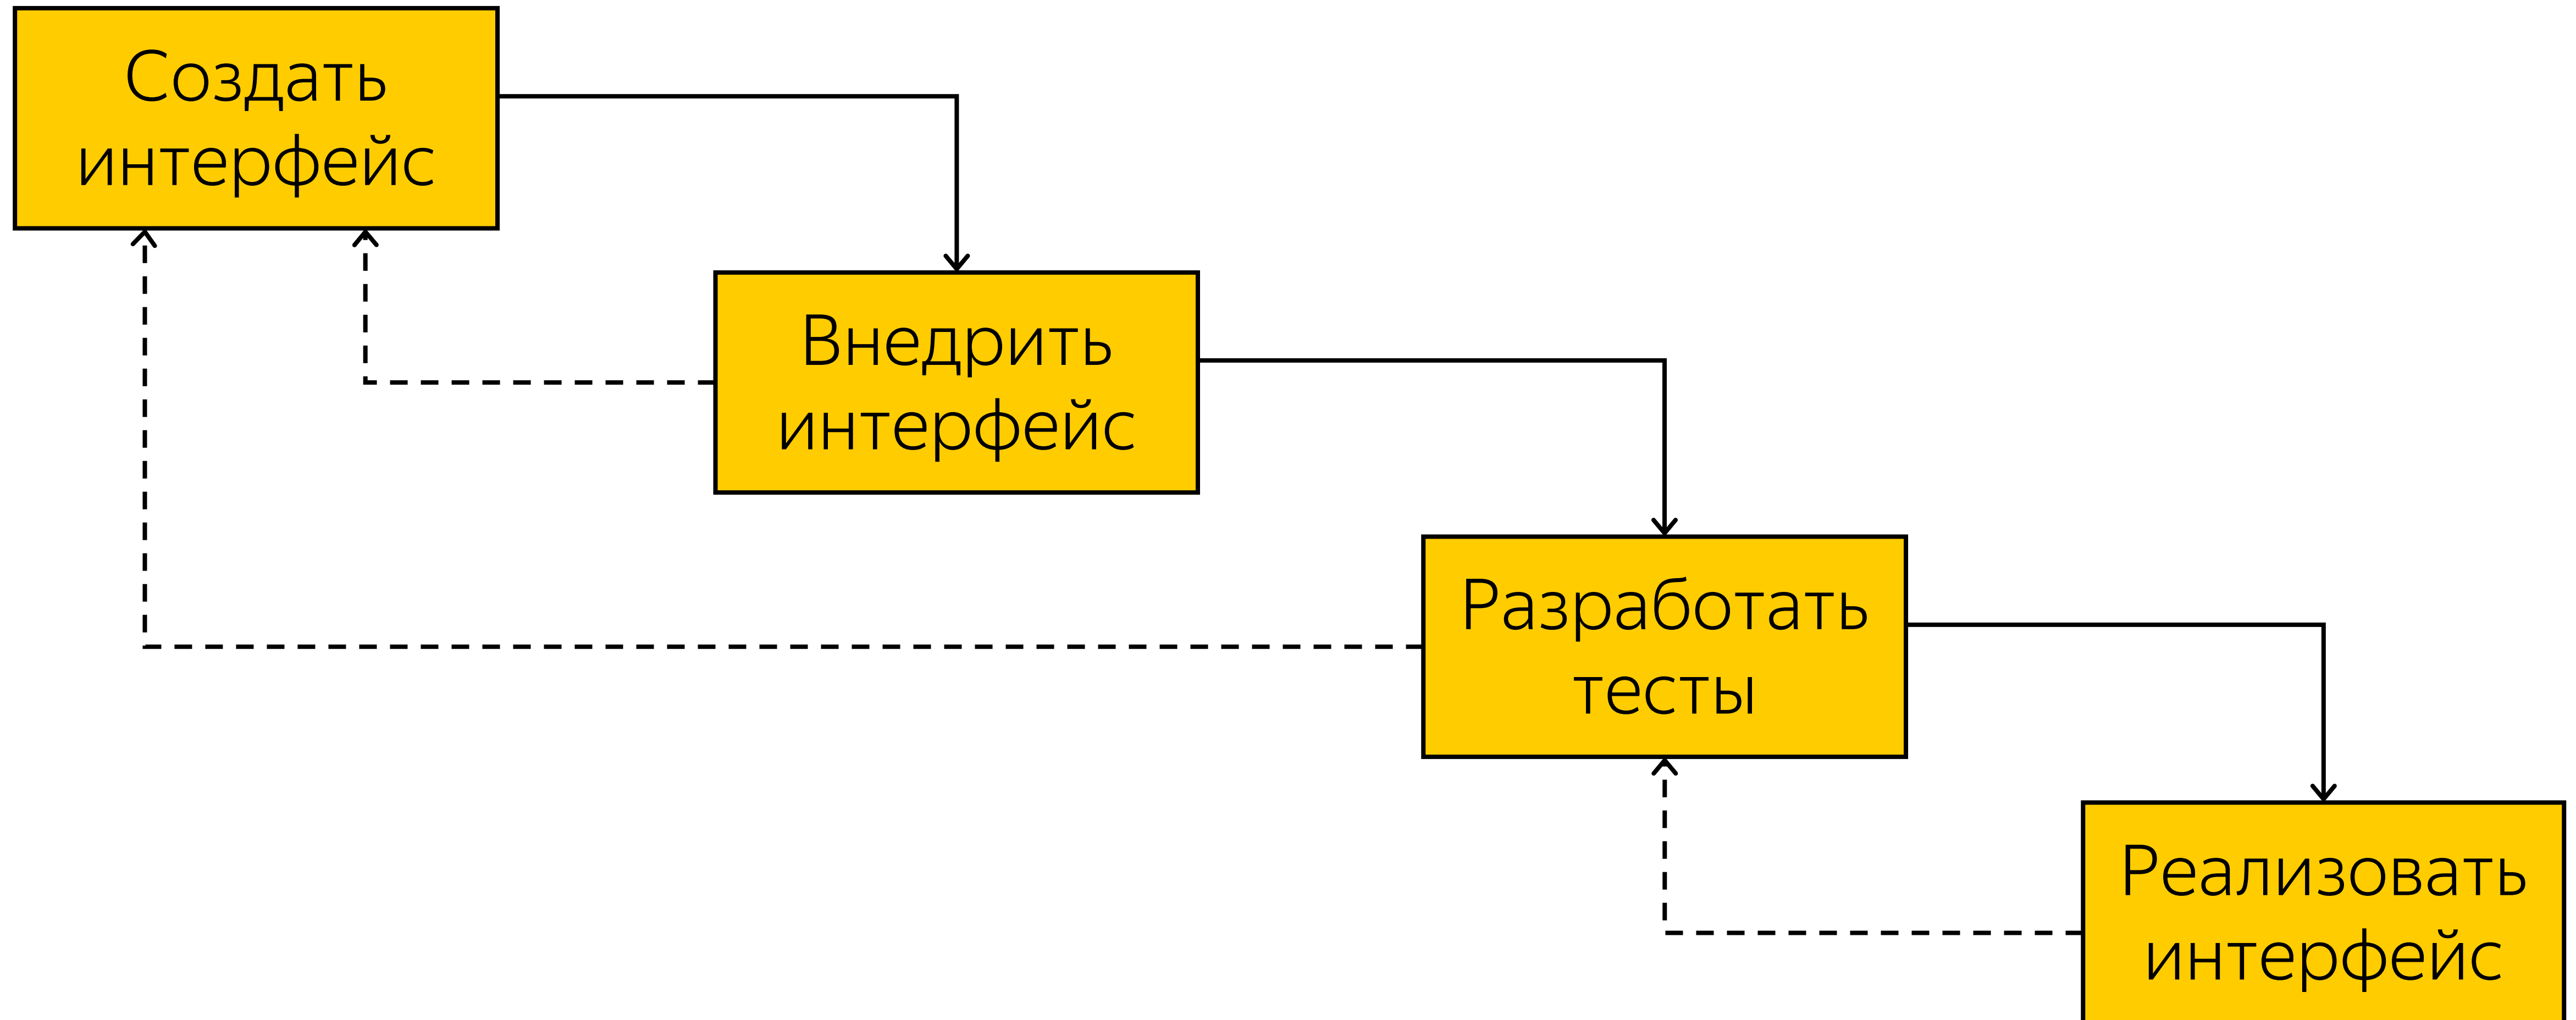 Создать
интерфейс
Внедрить
интерфейс
Разработать
тесты
Реализовать
интерфейс